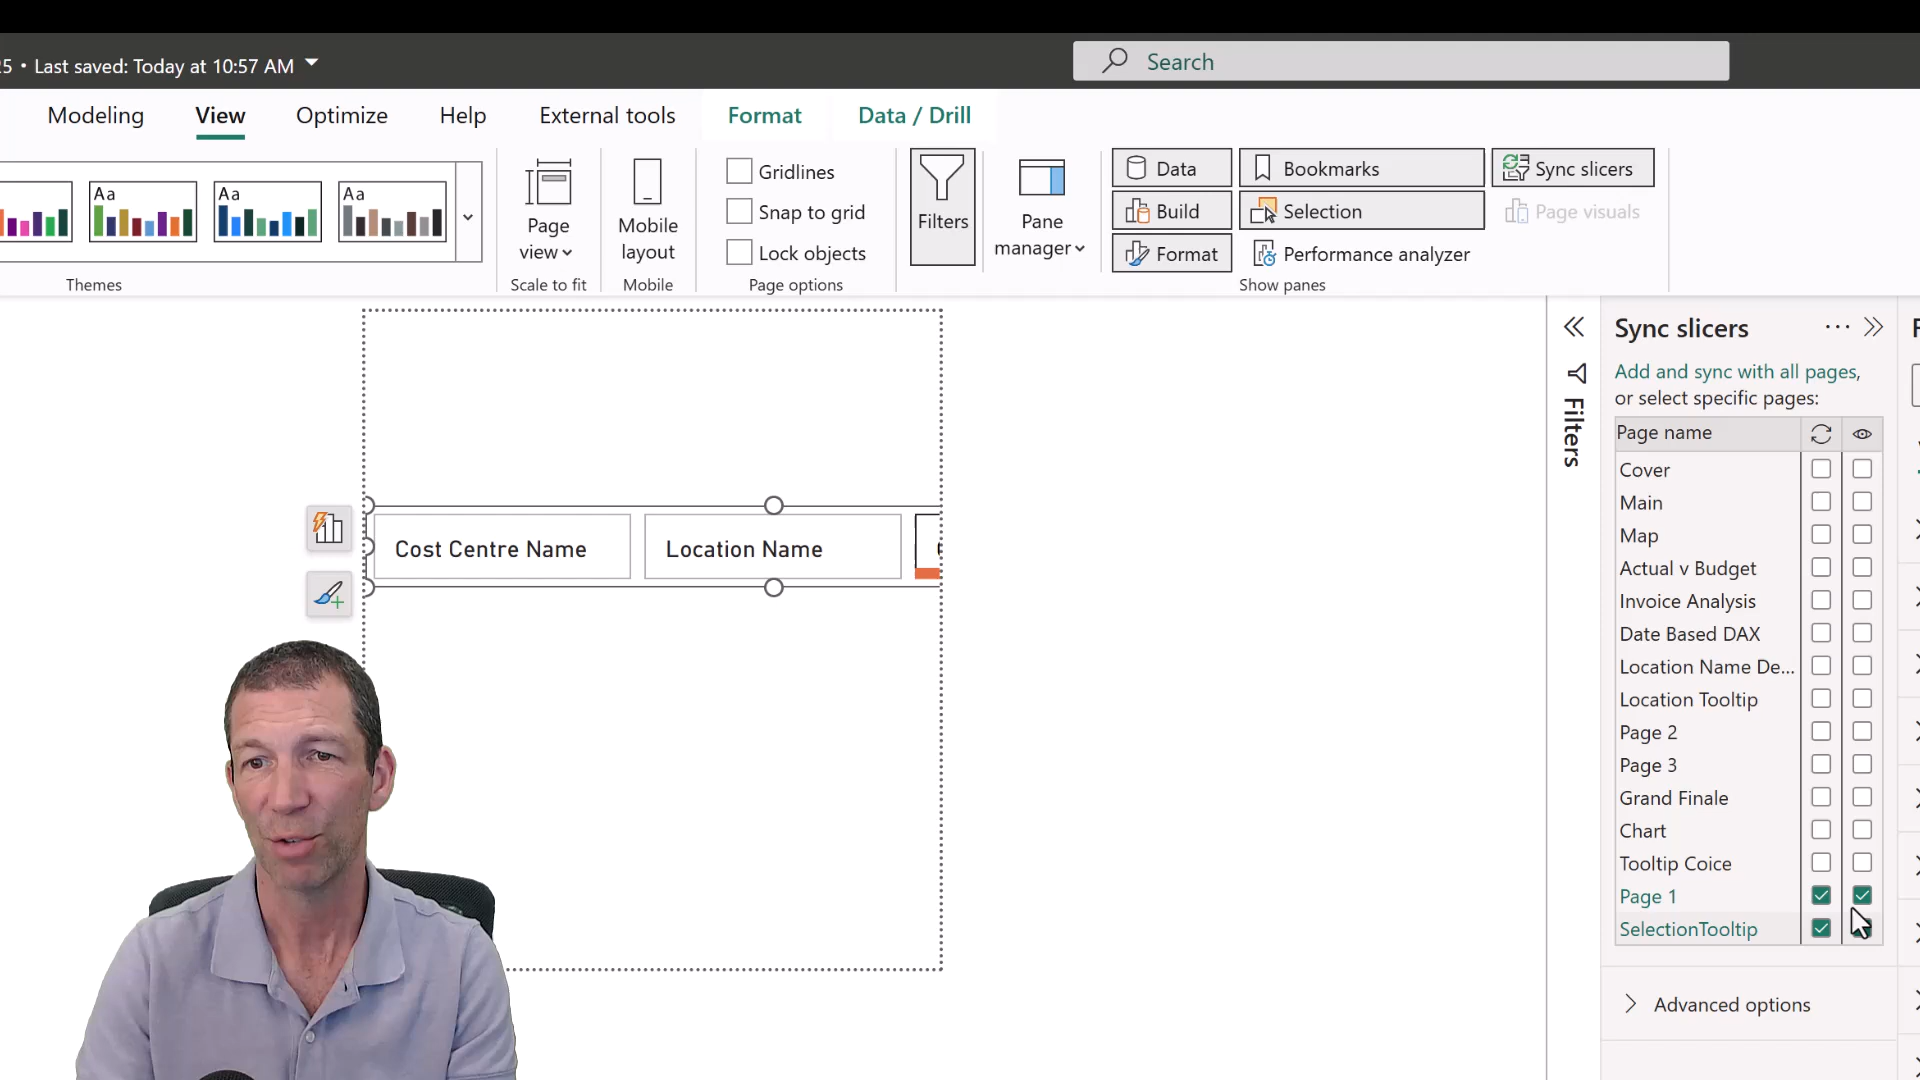 5 • Last saved: Today at 10:57 AM
Search
Modeling
View
Optimize
Help
External tools
Format
Data / Drill
Aa
Aa
Aa
Themes
Page
view
Scale to fit
Mobile
layout
Mobile
Gridlines
Snap to grid
Lock objects
Page options
Filters
Pane
manager
Data
Build
Format
Bookmarks
Selection
Performance analyzer
Sync slicers
Page visuals
Show panes
Cost Centre Name
Location Name
Filters
Sync slicers
Add and sync with all pages,
or select specific pages:
Page name
Cover
Main
Map
Actual v Budget
Invoice Analysis
Date Based DAX
Location Name De...
Location Tooltip
Page 2
Page 3
Grand Finale
Chart
Tooltip Coice
Page 1
SelectionTooltip
Advanced options